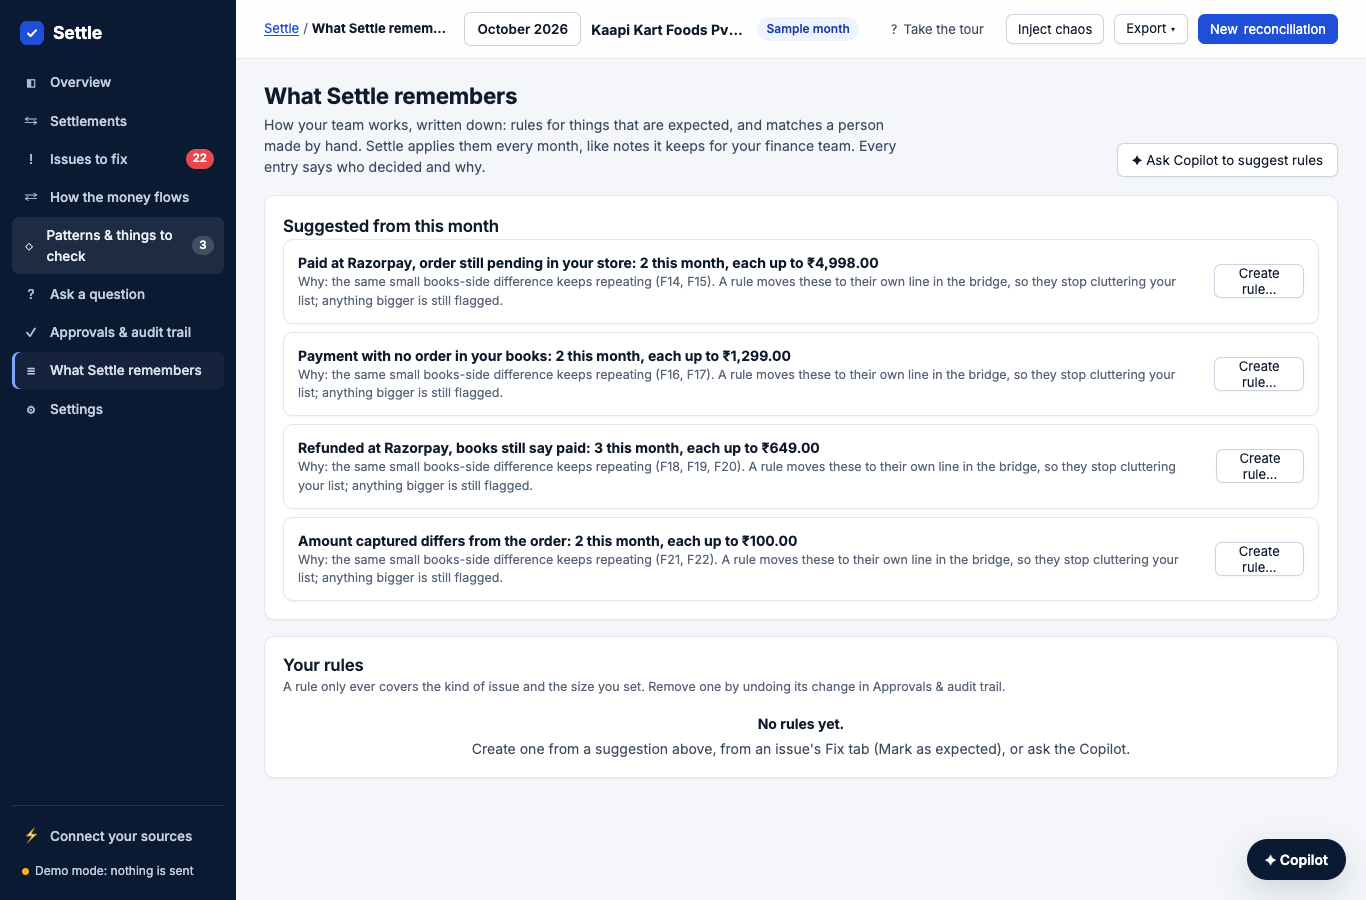 Settle
Overview
Settlements
Issues to fix 22
How the money flows
Patterns & things to
check 3
Ask a question
Approvals & audit trail
What Settle remembers
Settings
Connect your sources
Demo mode: nothing is sent
Settle / What Settle remem... October 2026 Kaapi Kart Foods Pv... Sample month ? Take the tour Inject chaos Export New reconciliation
What Settle remembers
How your team works, written down: rules for things that are expected, and matches a person
made by hand. Settle applies them every month, like notes it keeps for your finance team. Every
entry says who decided and why.
Ask Copilot to suggest rules
Suggested from this month
Paid at Razorpay, order still pending in your store: 2 this month, each up to ₹4,998.00
Why: the same small books-side difference keeps repeating (F14, F15). A rule moves these to their own line in the bridge, so they stop cluttering your
list; anything bigger is still flagged.
Create
rule...
Payment with no order in your books: 2 this month, each up to ₹1,299.00
Why: the same small books-side difference keeps repeating (F16, F17). A rule moves these to their own line in the bridge, so they stop cluttering your
list; anything bigger is still flagged.
Create
rule...
Refunded at Razorpay, books still say paid: 3 this month, each up to ₹649.00
Why: the same small books-side difference keeps repeating (F18, F19, F20). A rule moves these to their own line in the bridge, so they stop cluttering
your list; anything bigger is still flagged.
Create
rule...
Amount captured differs from the order: 2 this month, each up to ₹100.00
Why: the same small books-side difference keeps repeating (F21, F22). A rule moves these to their own line in the bridge, so they stop cluttering your
list; anything bigger is still flagged.
Create
rule...
Your rules
A rule only ever covers the kind of issue and the size you set. Remove one by undoing its change in Approvals & audit trail.
No rules yet.
Create one from a suggestion above, from an issue's Fix tab (Mark as expected), or ask the Copilot.
Copilot